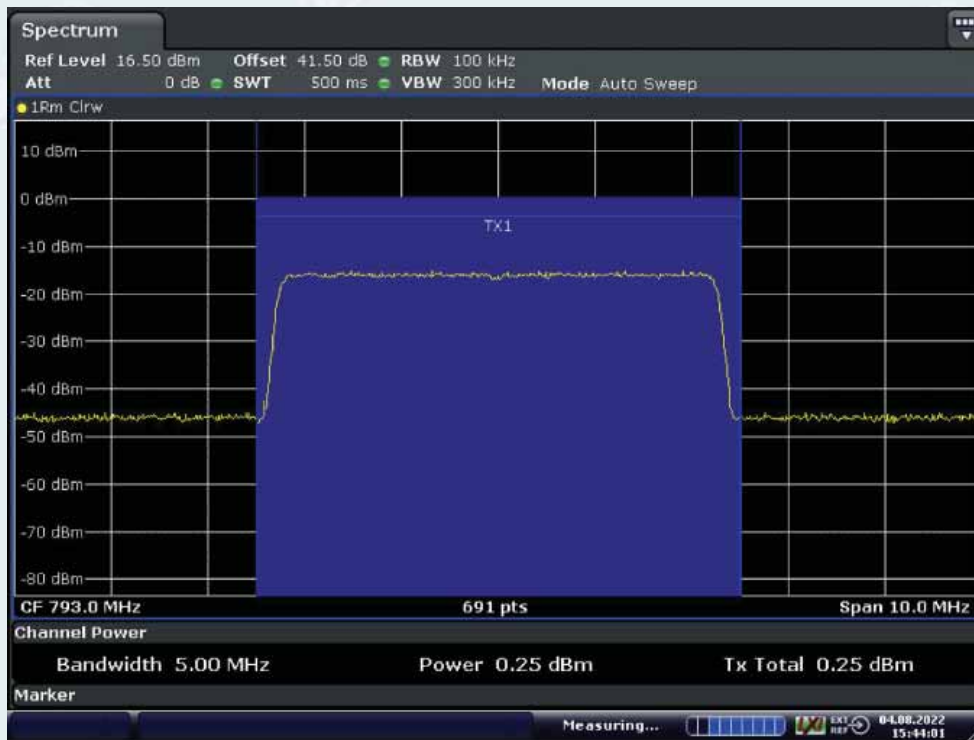 Spectrum
Ref Level 16.50 dBm Offset 41.50 dB RBW 100 kHz
Att 0 dB SWT 500 ms VBW 300 kHz Mode Auto Sweep
1Rm Clrw
10 dBm
0 dBm
TX1
-10 dBm
-20 dBm
-30 dBm
-40 dBm
-50 dBm
-60 dBm
-70 dBm
-80 dBm
CF 793.0 MHz 691 pts Span 10.0 MHz
Channel Power
Bandwidth 5.00 MHz Power 0.25 dBm Tx Total 0.25 dBm
Marker
Measuring... LXI EXT REF 04.08.2022
15:44:01